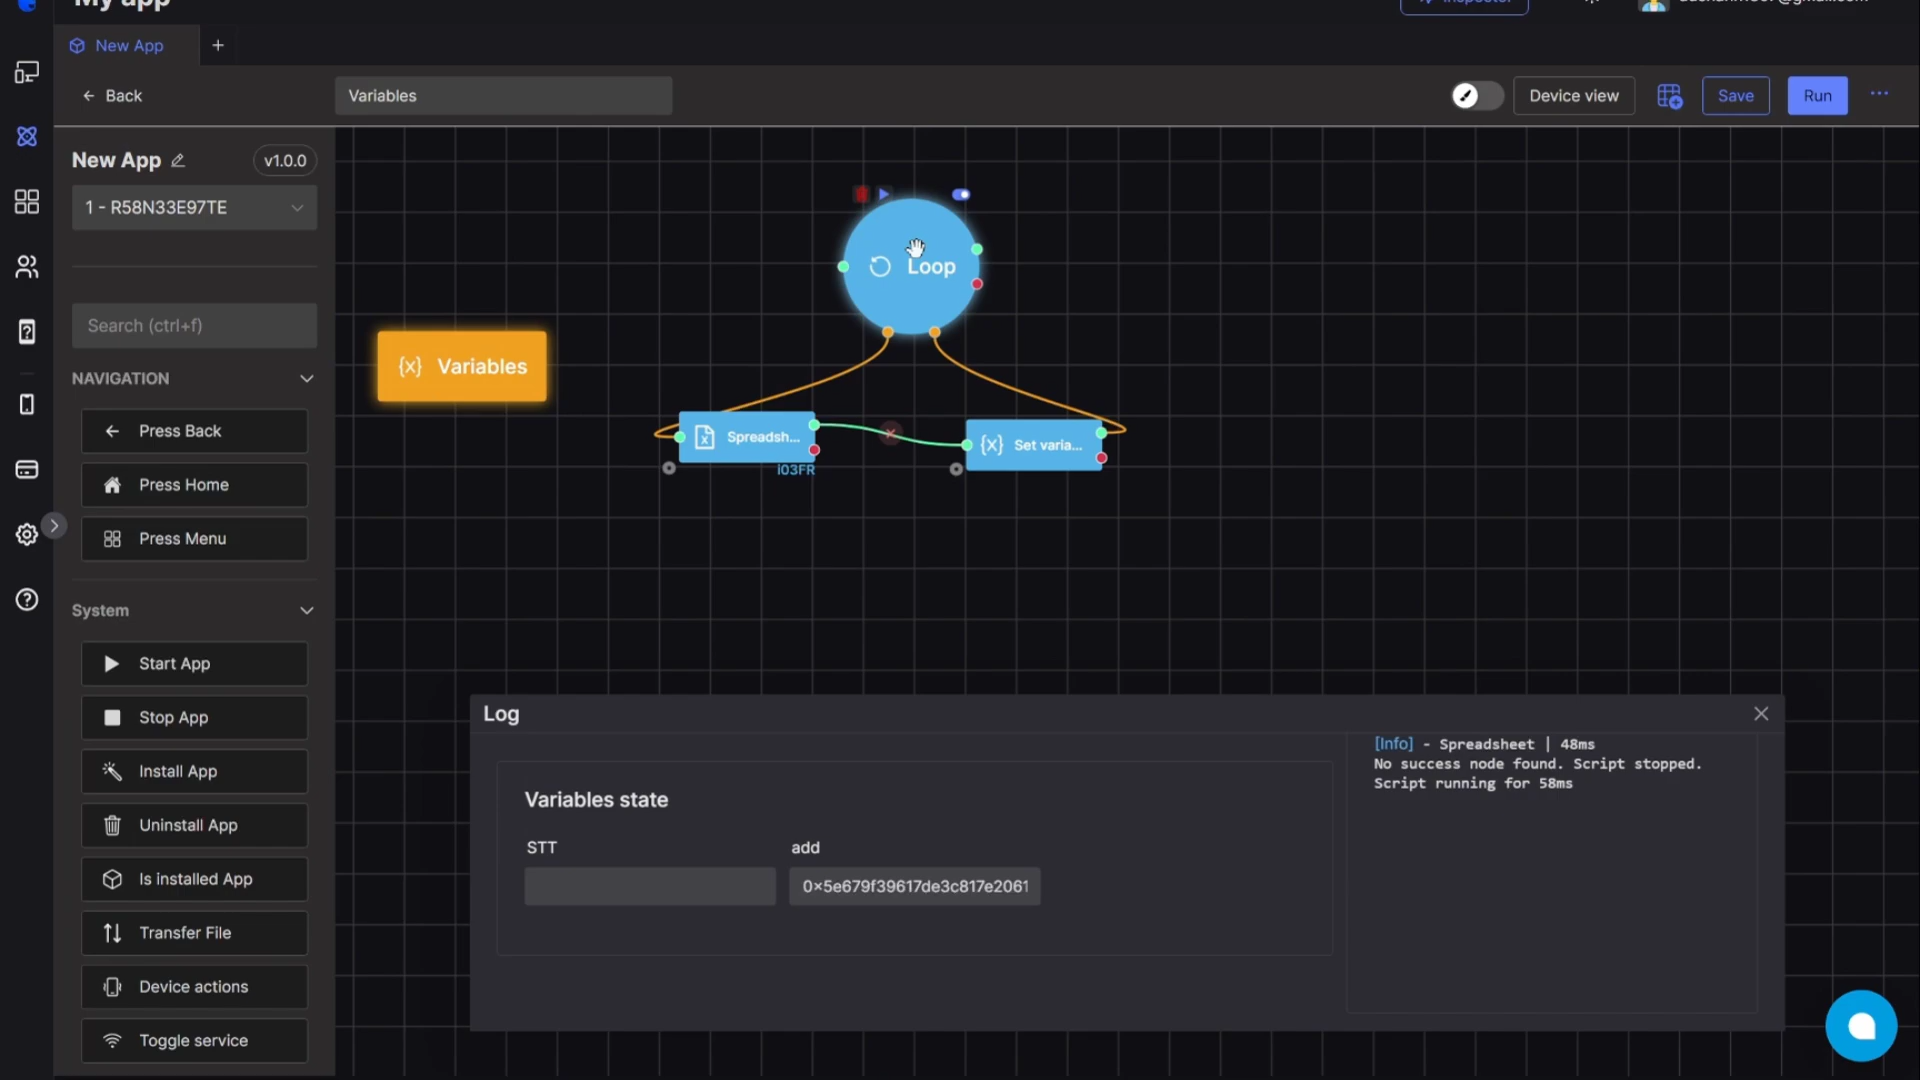 My app
Inspector
New App
+
Back
Variables
Device view
Save
Run
New App
v1.0.0
1 - R58N33E97TE
Search (ctrl+f)
NAVIGATION
Press Back
Press Home
Press Menu
System
Start App
Stop App
Install App
Uninstall App
Is installed App
Transfer File
Device actions
Toggle service
Loop
{x} Variables
Spreadsh...
i03FR
{x} Set varia...
Log
Variables state
STT
add
0×5e679f39617de3c817e2061
[Info] - Spreadsheet | 48ms
No success node found. Script stopped.
Script running for 58ms